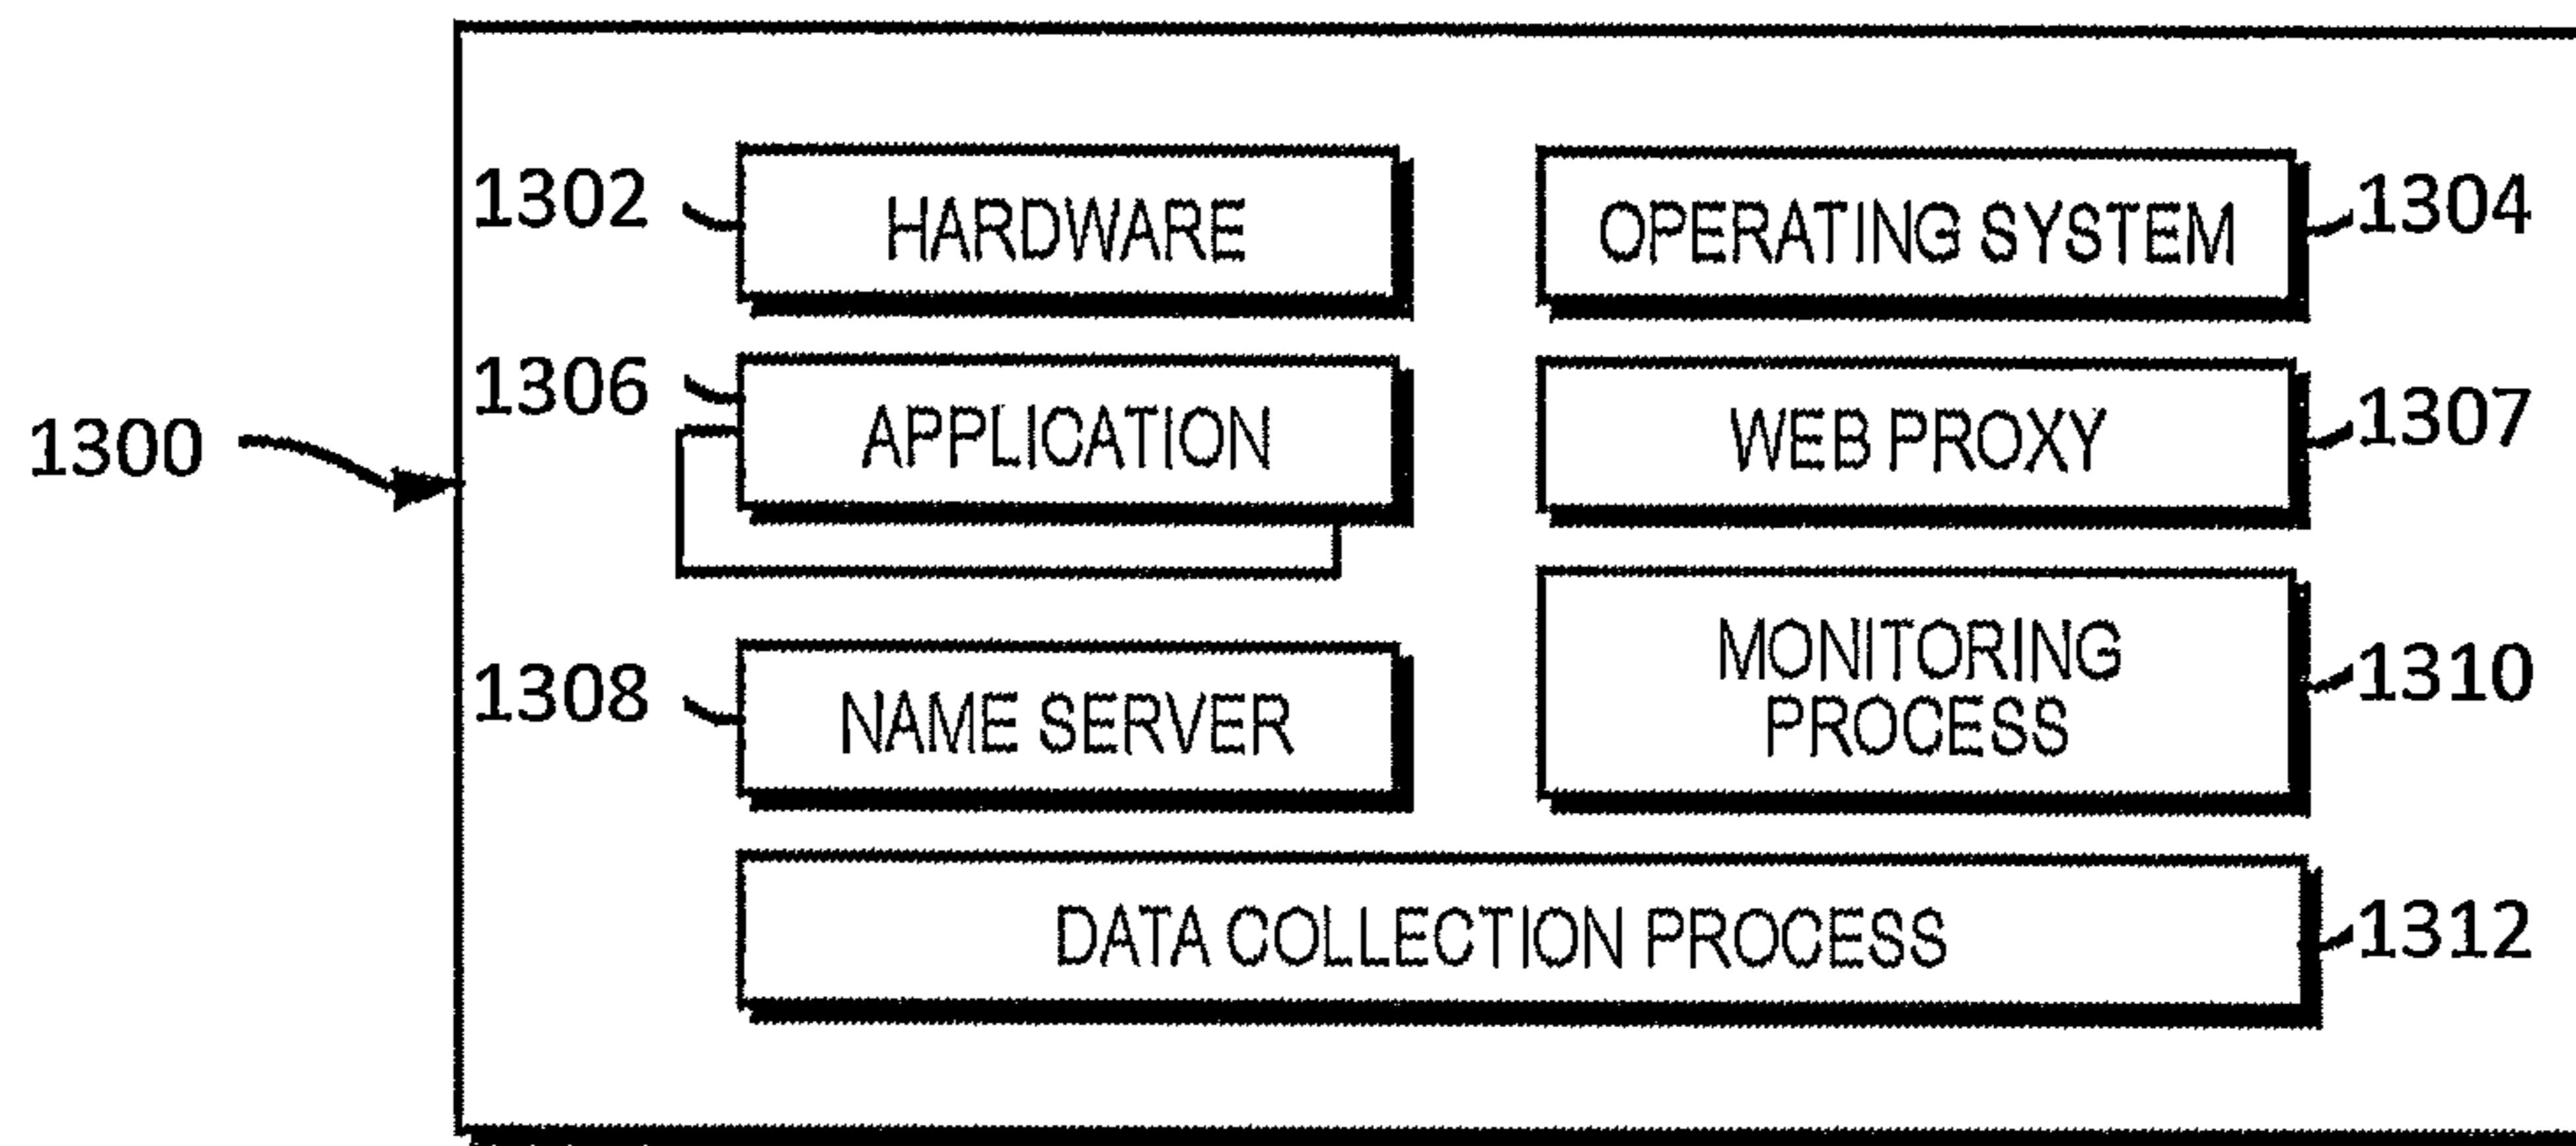 1302 HARDWARE OPERATING SYSTEM 1304
1306 APPLICATION WEB PROXY 1307
1300
MONITORING
PROCESS
1310
1308 NAME SERVER
DATA COLLECTION PROCESS 1312